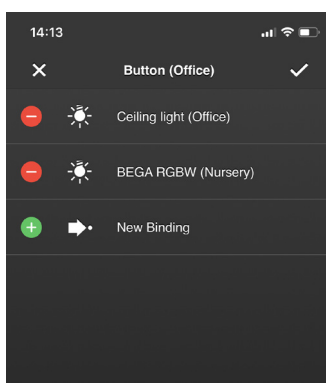 14:13
Button (Office)
Ceiling light (Office)
BEGA RGBW (Nursery)
New Binding